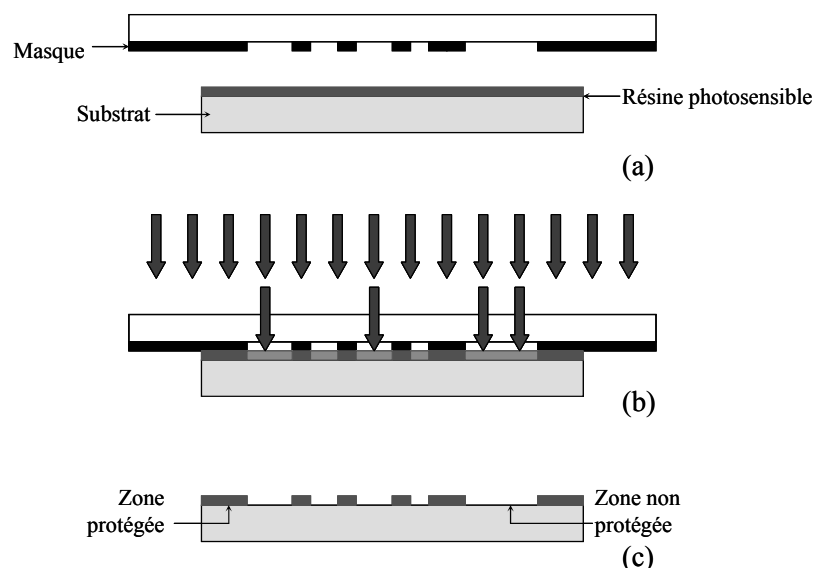 Masque
Résine photosensible
Substrat
(a)
(b)
Zone
protégée
Zone non
protégée
(c)